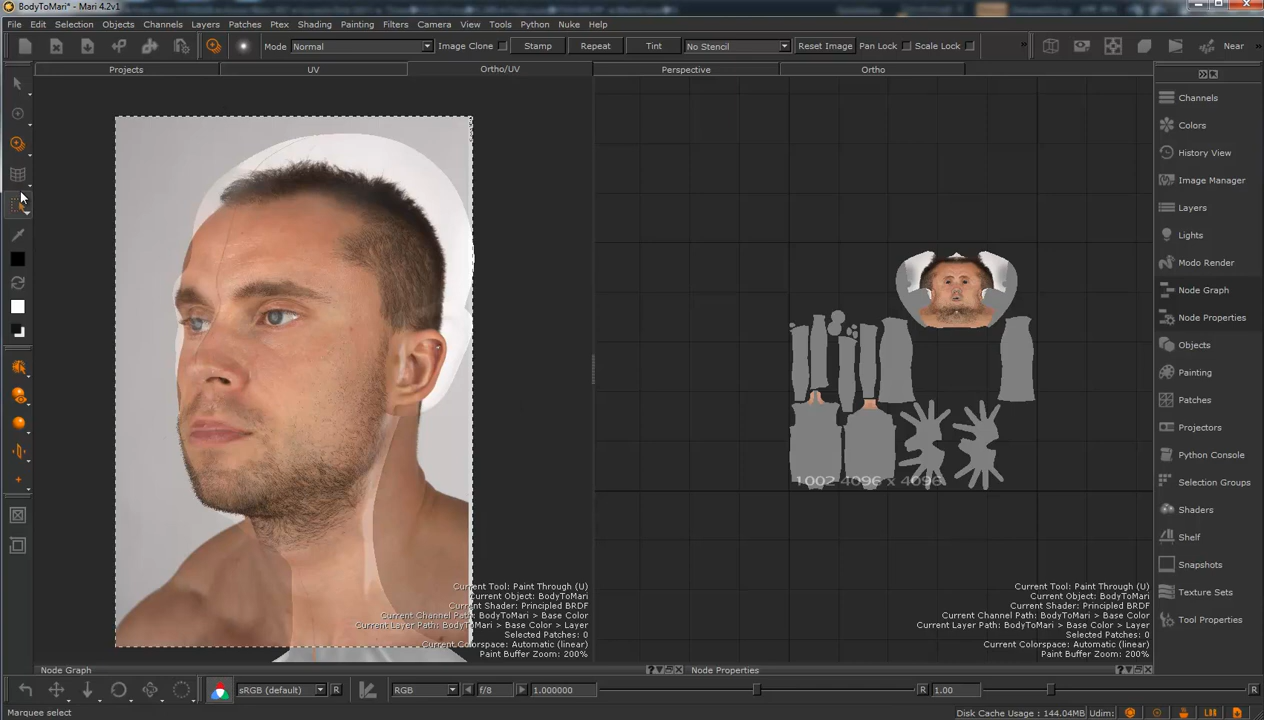 BodyToMari* - Mari 4.2v1
File Edit Selection Objects Channels Layers Patches Ptex Shading Painting Filters Camera View Tools Python Nuke Help
Mode Normal Image Clone Stamp Repeat Tint No Stencil Reset Image Pan Lock Scale Lock » Near
Projects UV Ortho/UV Perspective Ortho
Channels
Colors
History View
Image Manager
Layers
Lights
Modo Render
Node Graph
Node Properties
Objects
Painting
Patches
Projectors
Python Console
Selection Groups
Shaders
Shelf
Snapshots
Texture Sets
Tool Properties
1002 4096 x 4096
Current Tool: Paint Through (U)
Current Object: BodyToMari
Current Shader: Principled BRDF
Current Channel Path: BodyToMari > Base Color
Current Layer Path: BodyToMari > Base Color > Layer
Selected Patches: 0
Current Colorspace: Automatic (linear)
Paint Buffer Zoom: 200%
Current Tool: Paint Through (U)
Current Object: BodyToMari
Current Shader: Principled BRDF
Current Channel Path: BodyToMari > Base Color
Current Layer Path: BodyToMari > Base Color > Layer
Selected Patches: 0
Current Colorspace: Automatic (linear)
Paint Buffer Zoom: 200%
Node Graph Node Properties
sRGB (default) R RGB f/8 1.000000 R 1.00 R
Marquee select Disk Cache Usage : 144.04MB Udim: